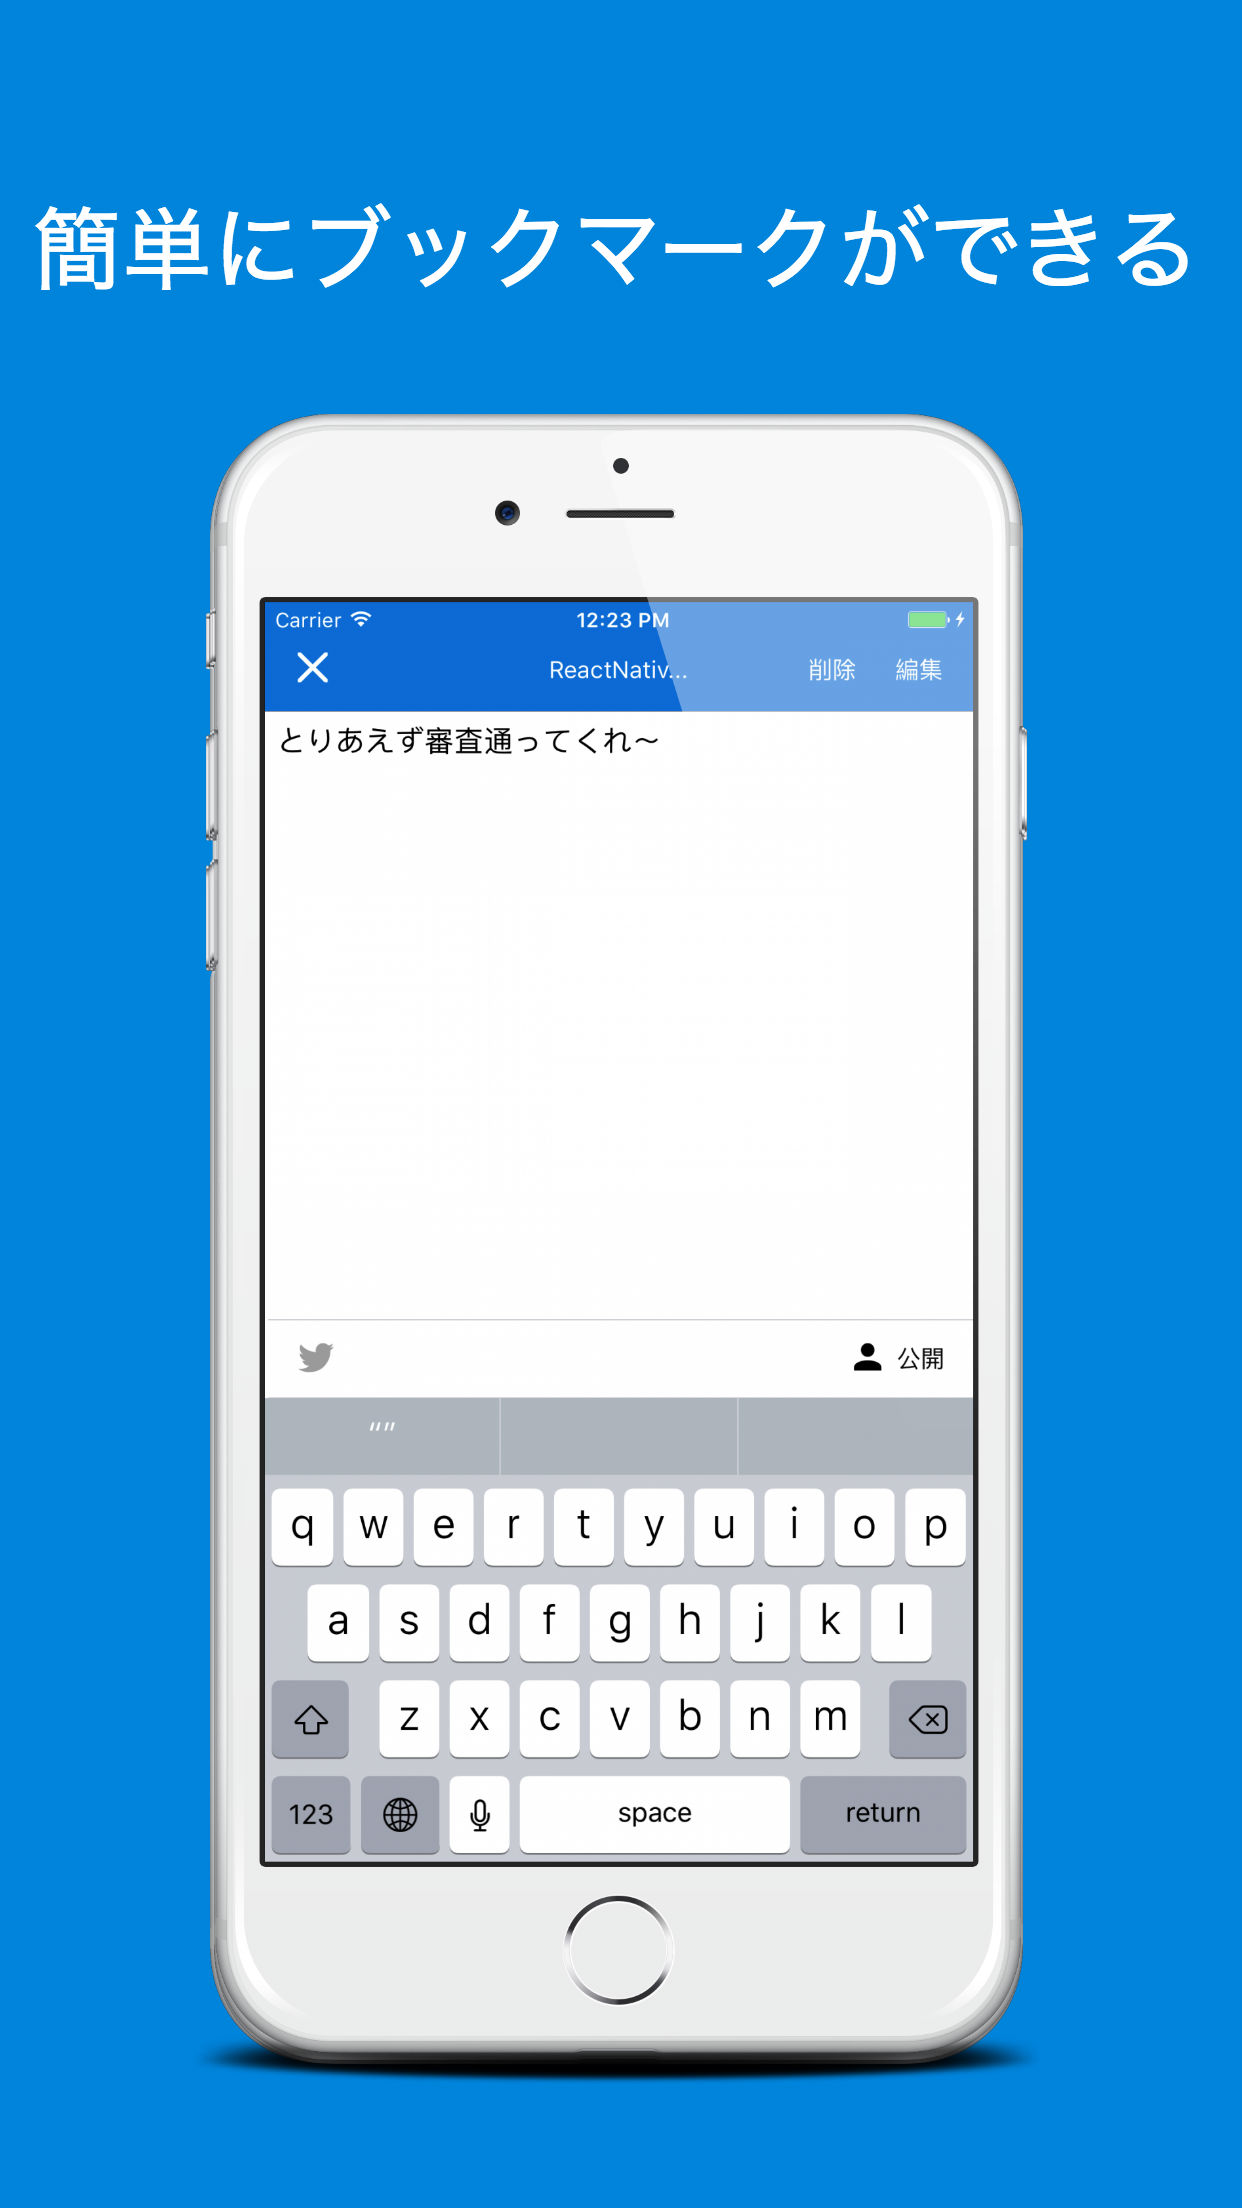 簡単にブックマークができる
Carrier 12:23 PM
ReactNativ... 削除 編集
とりあえず審査通ってくれ〜
公開
“”
q w e r t y u i o p
a s d f g h j k l
z x c v b n m
123 space return